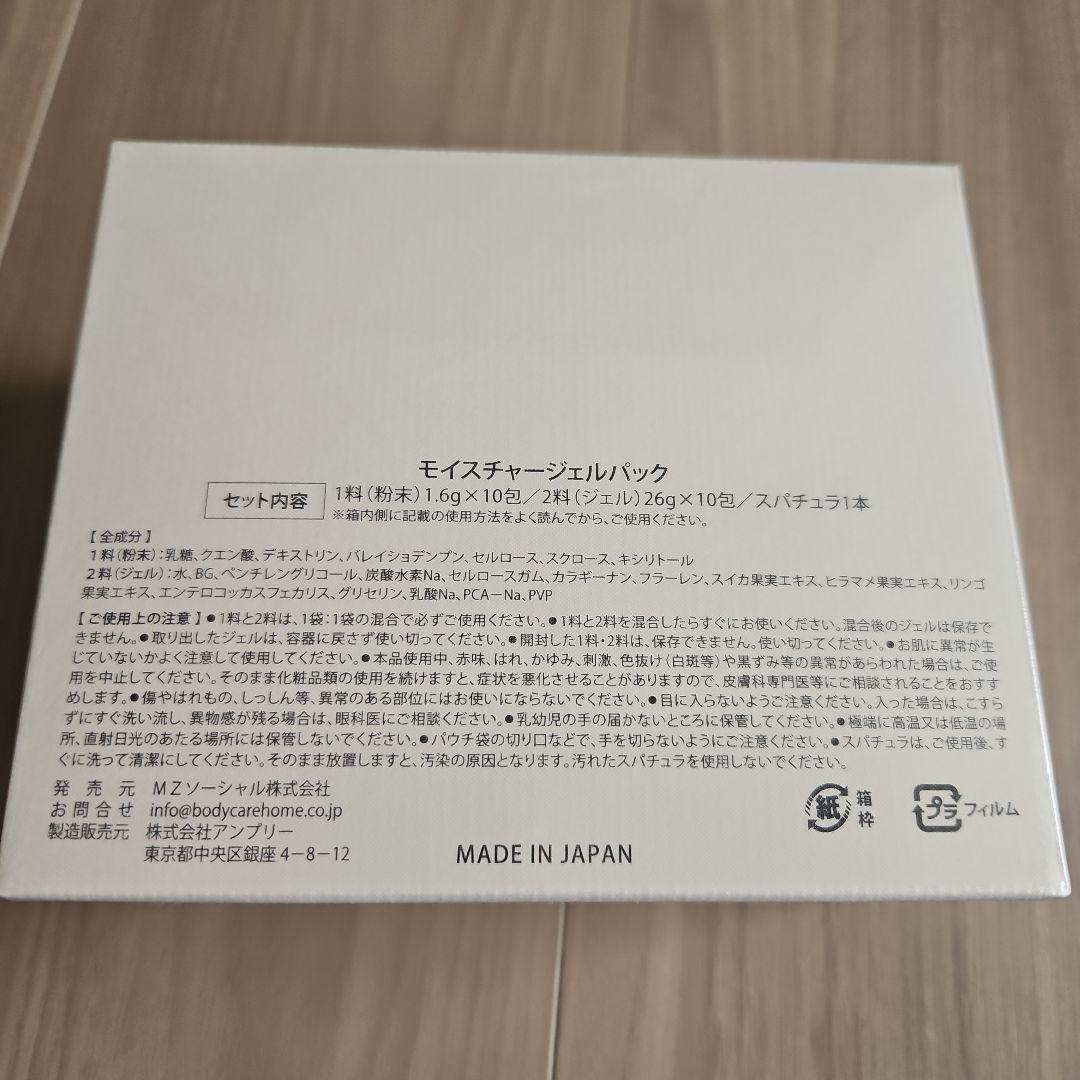 モイスチャージェルパック
セット内容 1料(粉末)1.6g×10包/2料(ジェル)26g×10包/スパチュラ1本
※箱内側に記載の使用方法をよく読んでから、ご使用ください。
【全成分】
1料(粉末):乳糖、クエン酸、デキストリン、バレイショデンプン、セルロース、スクロース、キシリトール
2料(ジェル):水、BG、ペンチレングリコール、炭酸水素Na、セルロースガム、カラギーナン、フラーレン、スイカ果実エキス、ヒラマメ果実エキス、リンゴ
果実エキス、エンテロコッカスフェカリス、グリセリン、乳酸Na、PCA-Na、PVP
【ご使用上の注意】●1料と2料は、1袋:1袋の混合で必ずご使用ください。●1料と2料を混合したらすぐにお使いください。混合後のジェルは保存で
きません。●取り出したジェルは、容器に戻さず使い切ってください。●開封した1料・2料は、保存できません。使い切ってください。●お肌に異常が生
じていないかよく注意して使用してください。●本品使用中、赤味、はれ、かゆみ、刺激、色抜け(白斑等)や黒ずみ等の異常があらわれた場合は、ご使
用を中止してください。そのまま化粧品類の使用を続けますと、症状を悪化させることがありますので、皮膚科専門医等にご相談されることをおすす
めします。●傷やはれもの、しっしん等、異常のある部位にはお使いにならないでください。●目に入らないようご注意ください。入った場合は、こすら
ずにすぐ洗い流し、異物感が残る場合は、眼科医にご相談ください。●乳幼児の手の届かないところに保管してください。●極端に高温又は低温の場
所、直射日光のあたる場所には保管しないでください。●パウチ袋の切り口などで、手を切らないようにご注意ください。●スパチュラは、ご使用後、す
ぐに洗って清潔にしてください。そのまま放置しますと、汚染の原因となります。汚れたスパチュラを使用しないでください。
発売元 MZソーシャル株式会社
お問合せ info@bodycarehome.co.jp
製造販売元 株式会社アンプリー
東京都中央区銀座4-8-12
MADE IN JAPAN
紙 箱 枠
プラ フィルム